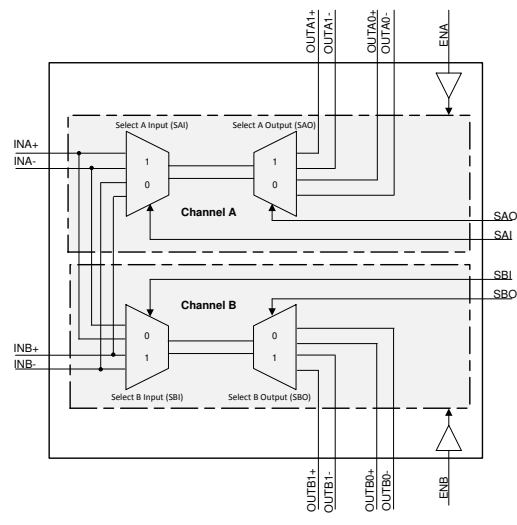 OUTA1+
OUTA1-
OUTA0+
OUTA0-
ENA
Select A Input (SAI)
Select A Output (SAO)
INA+
INA-
1
0
1
0
Channel A
SAO
SAI
SBI
SBO
Channel B
0
1
0
1
INB+
INB-
Select B Input (SBI)
Select B Output (SBO)
OUTB1+
OUTB1-
OUTB0+
OUTB0-
ENB